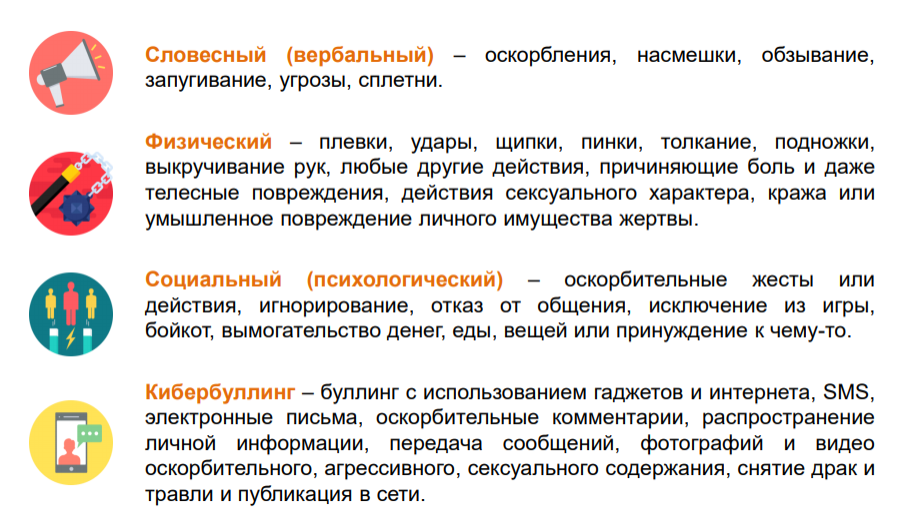 Словесный (вербальный) – оскорбления, насмешки, обзывание,
запугивание, угрозы, сплетни.
Физический – плевки, удары, щипки, пинки, толкание, подножки,
выкручивание рук, любые другие действия, причиняющие боль и даже
телесные повреждения, действия сексуального характера, кража или
умышленное повреждение личного имущества жертвы.
Социальный (психологический) – оскорбительные жесты или
действия, игнорирование, отказ от общения, исключение из игры,
бойкот, вымогательство денег, еды, вещей или принуждение к чему-то.
Кибербуллинг – буллинг с использованием гаджетов и интернета, SMS,
электронные письма, оскорбительные комментарии, распространение
личной информации, передача сообщений, фотографий и видео
оскорбительного, агрессивного, сексуального содержания, снятие драк и
травли и публикация в сети.